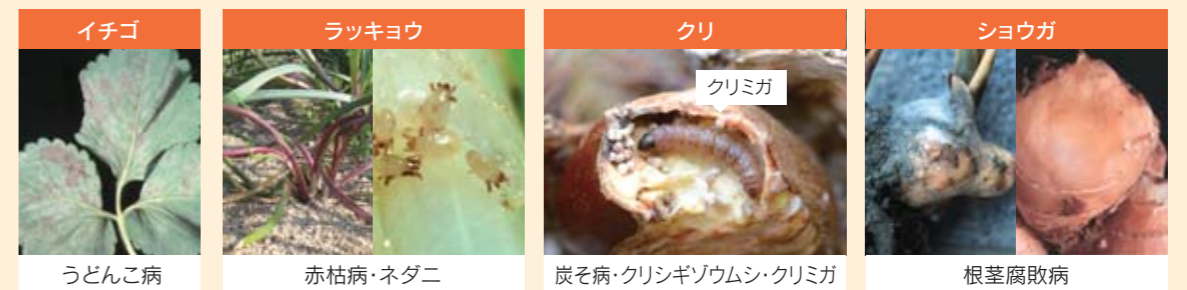 イチゴ
ラッキョウ
クリ
ショウガ
クリミガ
うどんこ病
赤枯病・ネダニ
炭そ病・クリシギゾウムシ・クリミガ
根茎腐敗病